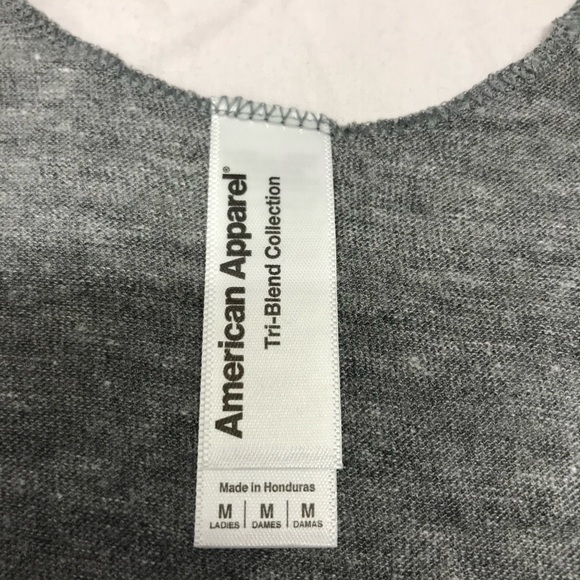 American Apparel®
Tri-Blend Collection
Made in Honduras
M | M | M
LADIES | DAMES | DAMAS